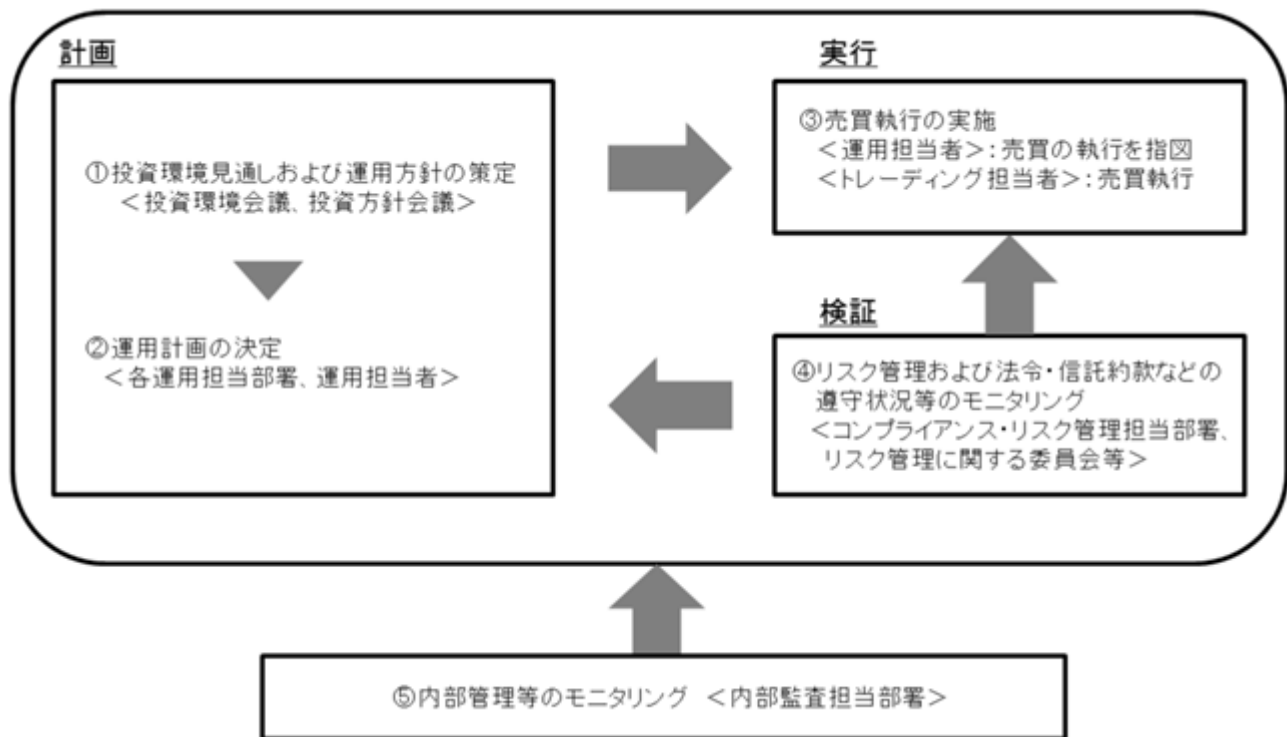 計画
①投資環境見通しおよび運用方針の策定
<投資環境会議、投資方針会議>
②運用計画の決定
<各運用担当部署、運用担当者>
実行
③売買執行の実施
<運用担当者>:売買の執行を指図
<トレーディング担当者>:売買執行
検証
④リスク管理および法令・信託約款などの
遵守状況等のモニタリング
<コンプライアンス・リスク管理担当部署、
リスク管理に関する委員会等>
⑤内部管理等のモニタリング <内部監査担当部署>